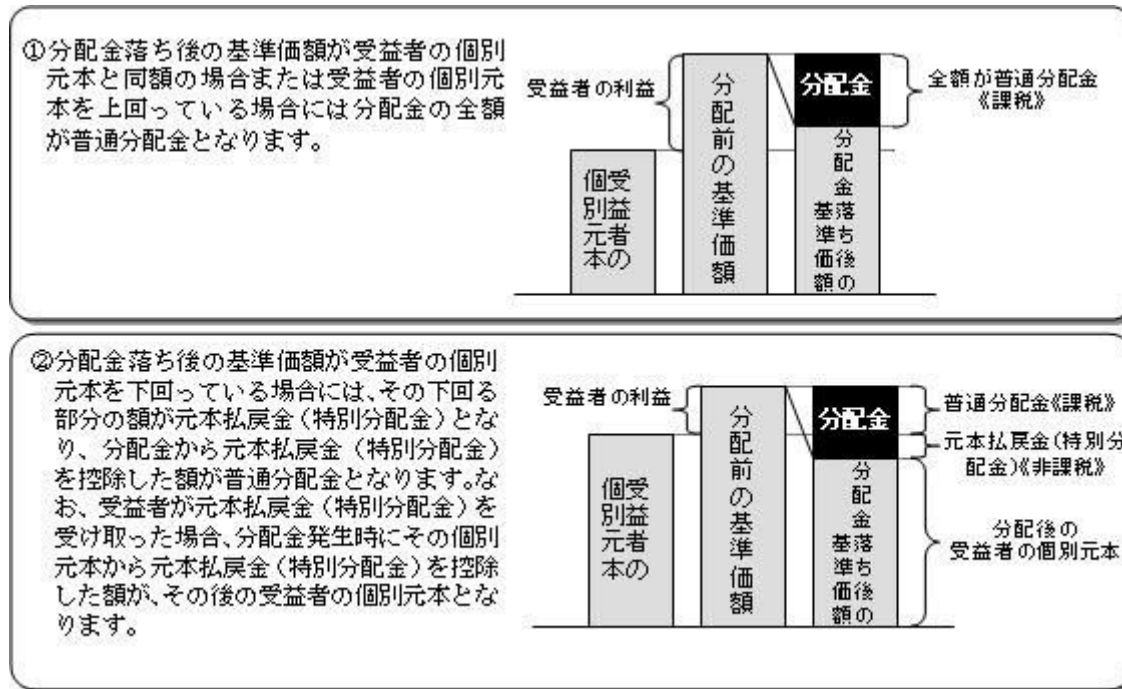 ①分配金落ち後の基準価額が受益者の個別
元本と同額の場合または受益者の個別元
本を上回っている場合には分配金の全額
が普通分配金となります。
受益者の利益
受益者の
個別元本
分配前の基準価額
分配金
分配金落ち後の
基準価額
全額が普通分配金
《課税》
②分配金落ち後の基準価額が受益者の個別
元本を下回っている場合には、その下回る
部分の額が元本払戻金（特別分配金）とな
り、分配金から元本払戻金（特別分配金）
を控除した額が普通分配金となります。な
お、受益者が元本払戻金（特別分配金）を
受け取った場合、分配金発生時にその個別
元本から元本払戻金（特別分配金）を控除
した額が、その後の受益者の個別元本とな
ります。
受益者の利益
受益者の
個別元本
分配前の基準価額
分配金
分配金落ち後の
基準価額
普通分配金《課税》
元本払戻金（特別分
配金）《非課税》
分配後の
受益者の個別元本